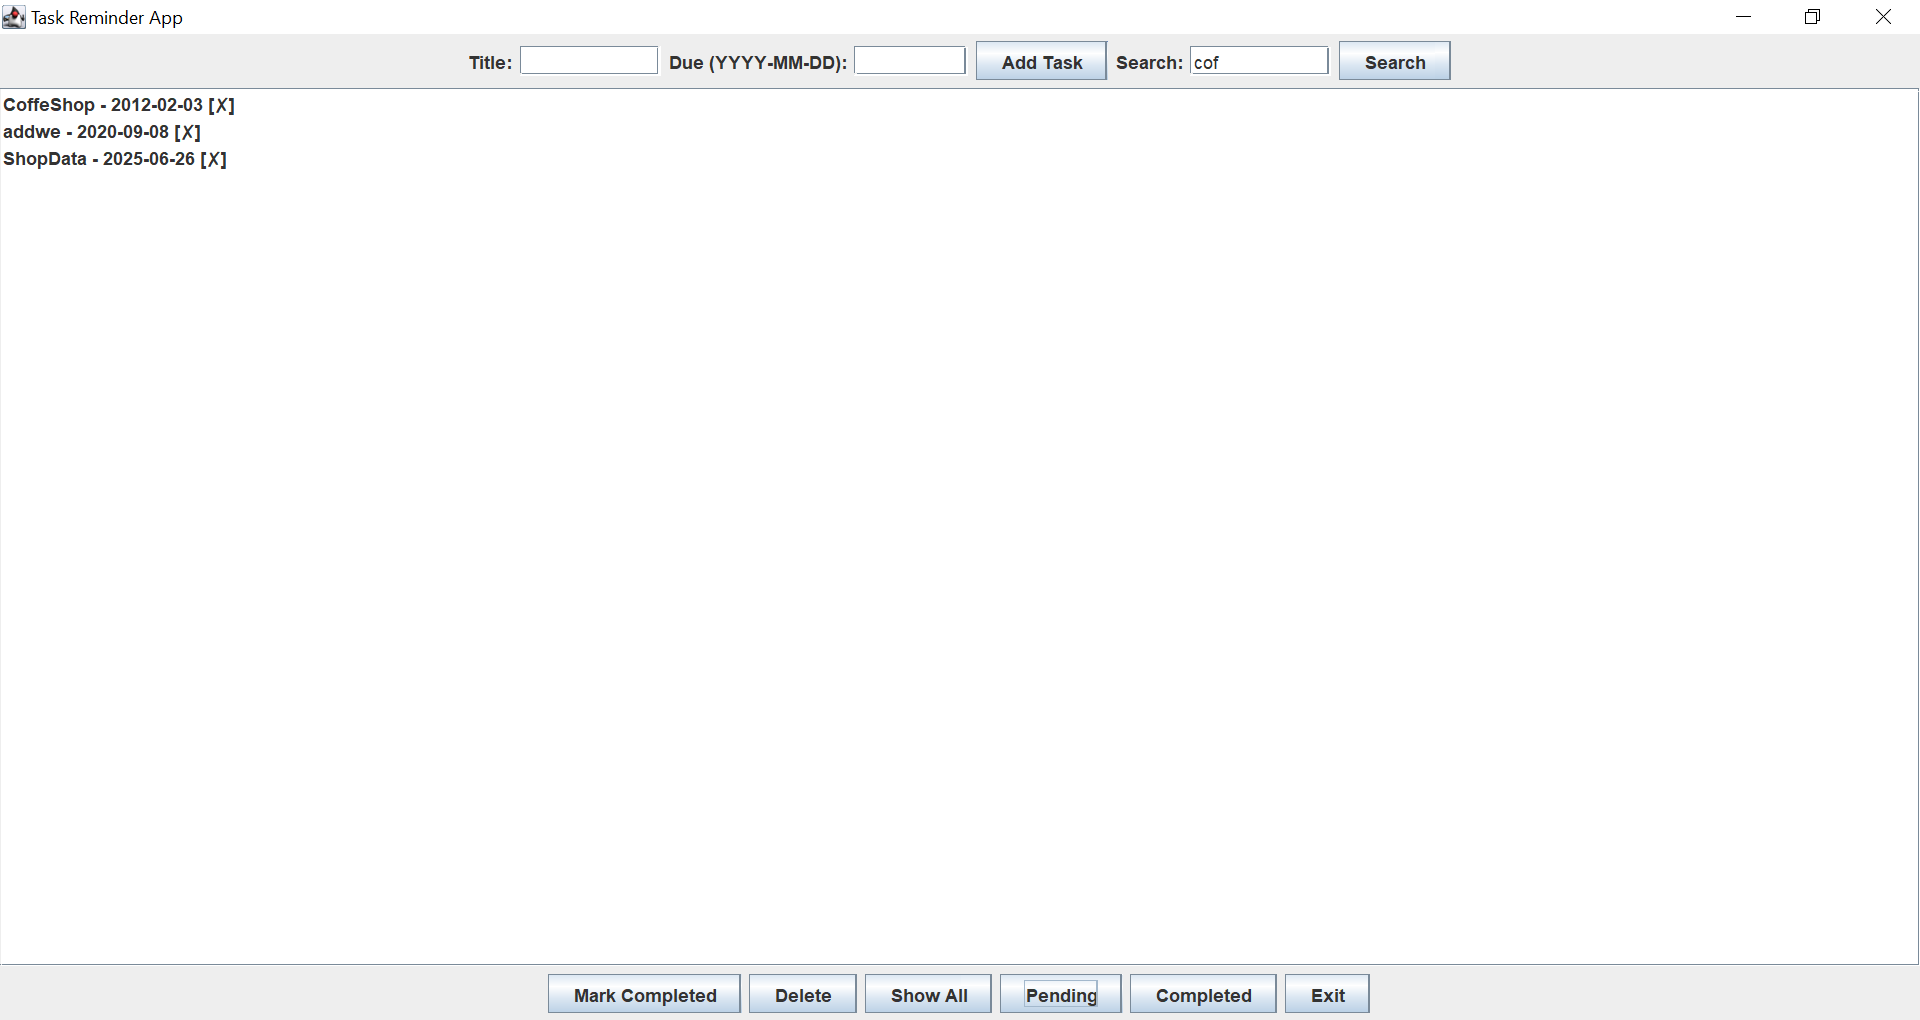 Task Reminder App
Title: Due (YYYY-MM-DD): Add Task Search: cof Search
CoffeShop - 2012-02-03 [✗]
addwe - 2020-09-08 [✗]
ShopData - 2025-06-26 [✗]
Mark Completed Delete Show All Pending Completed Exit